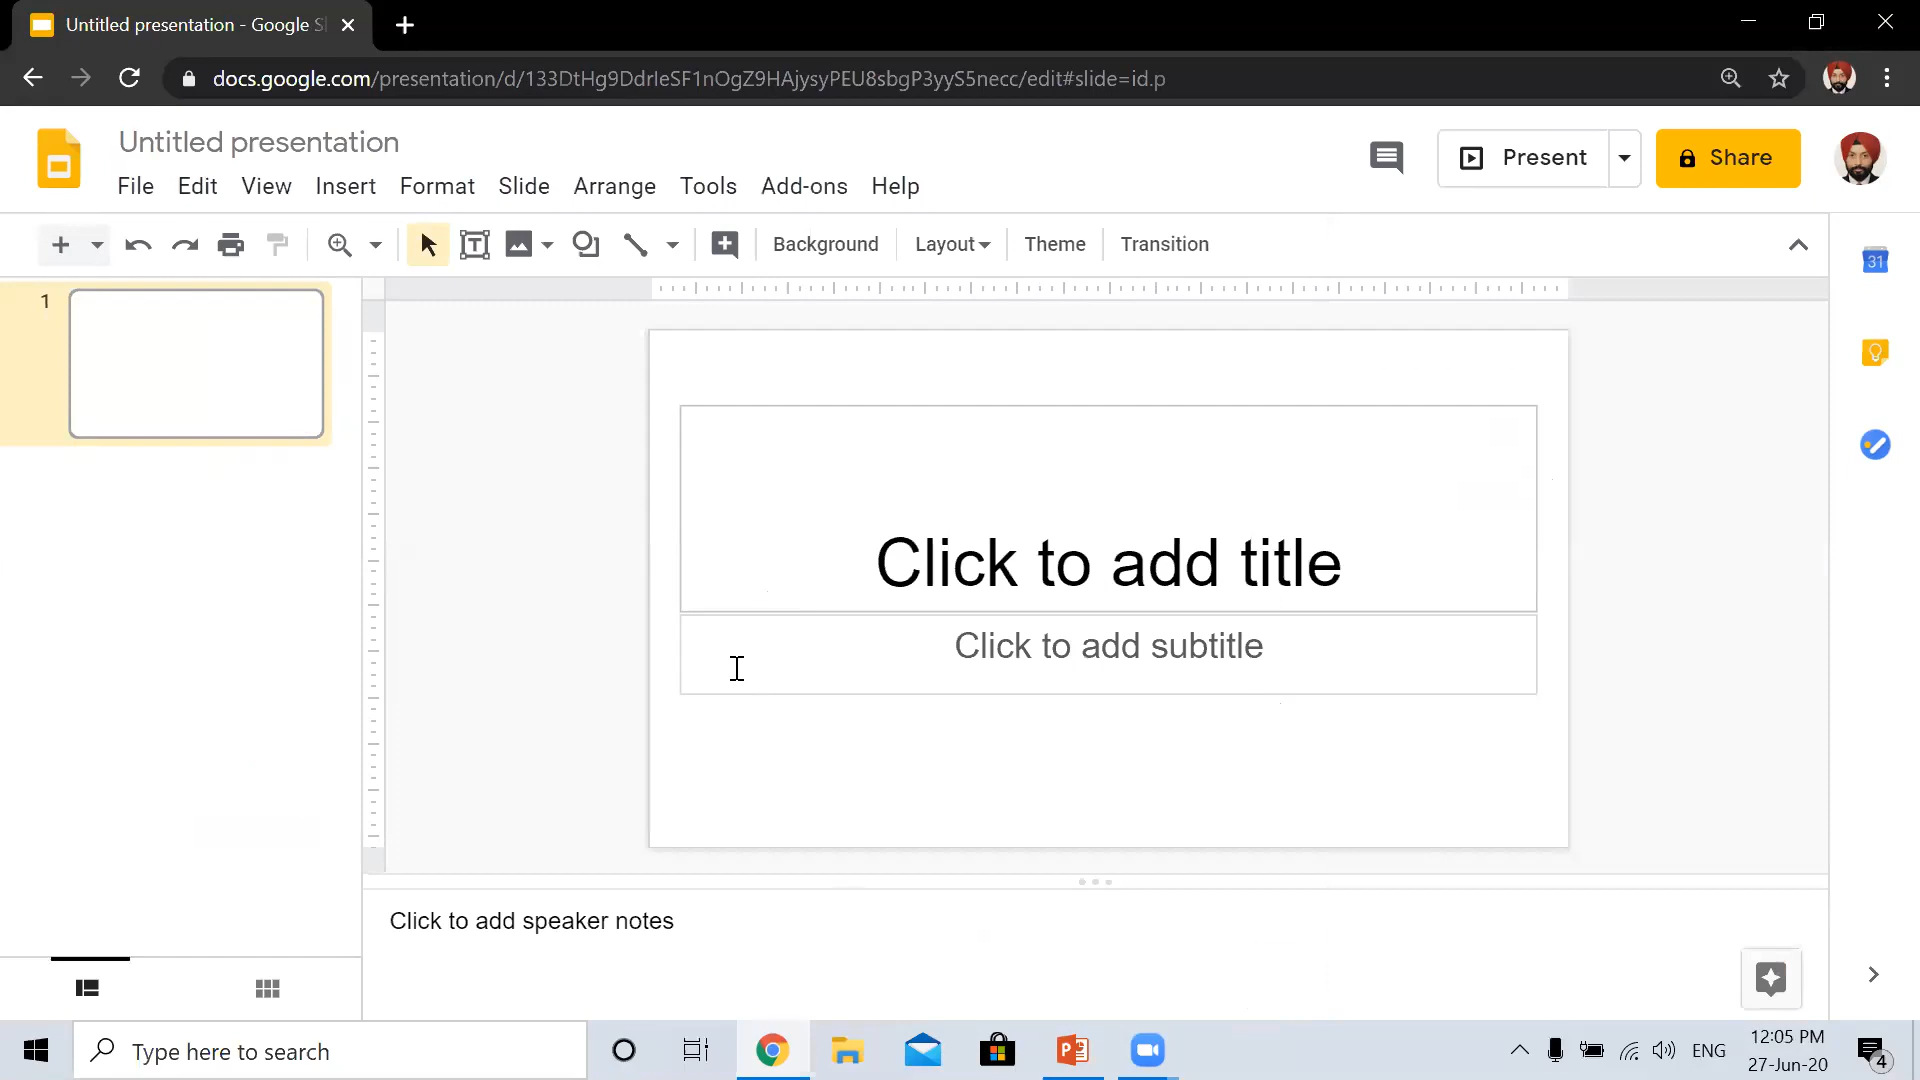 Untitled presentation - Google Sl
docs.google.com/presentation/d/133DtHg9DdrIeSF1nOgZ9HAjysyPEU8sbgP3yyS5necc/edit#slide=id.p
Untitled presentation
File Edit View Insert Format Slide Arrange Tools Add-ons Help
Present
Share
Background Layout Theme Transition
31
1
Click to add title
Click to add subtitle
Click to add speaker notes
Type here to search
ENG
12:05 PM
27-Jun-20
4